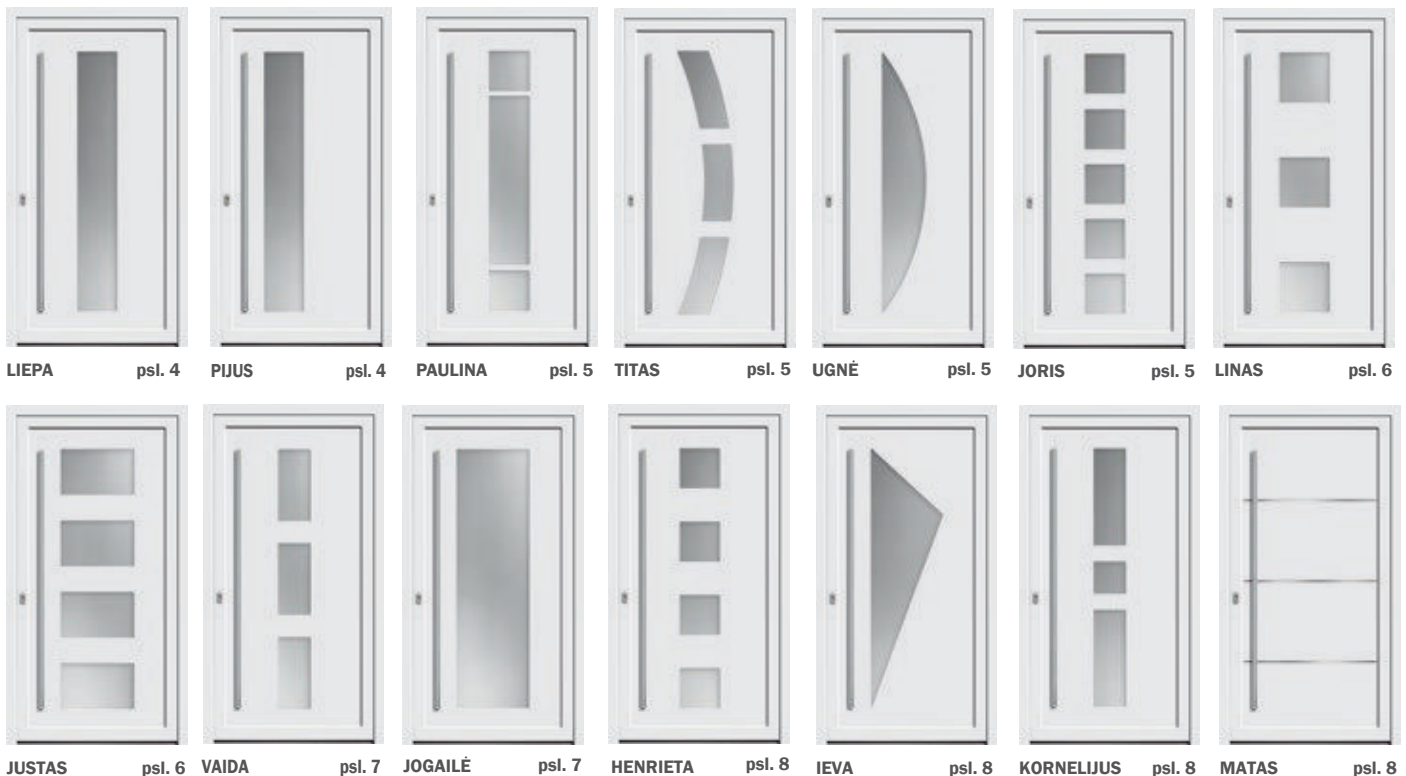 LIEPA psl. 4 PIJUS psl. 4 PAULINA psl. 5 TITAS psl. 5 UGNĖ psl. 5 JORIS psl. 5 LINAS psl. 6
JUSTAS psl. 6 VAIDA psl. 7 JOGAILĖ psl. 7 HENRIETA psl. 8 IEVA psl. 8 KORNELIJUS psl. 8 MATAS psl. 8